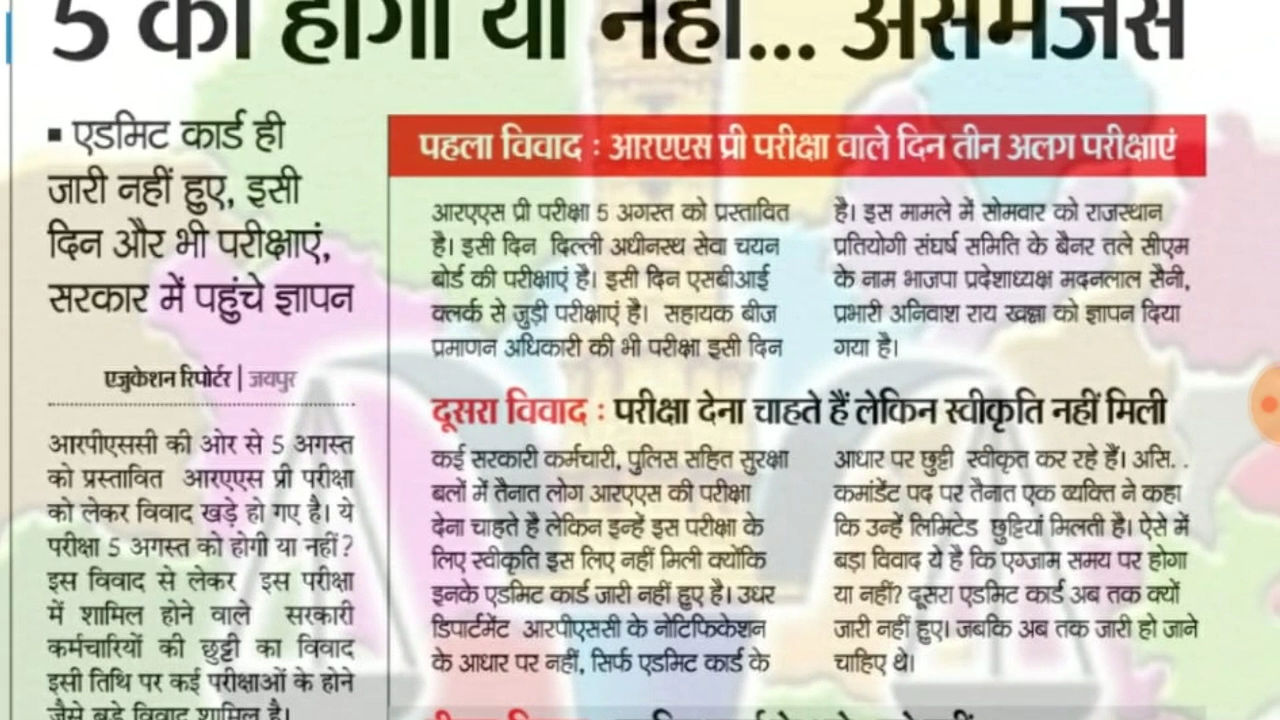 5 को होगी या नहीं... असमंजस
▪ एडमिट कार्ड ही
जारी नहीं हुए, इसी
दिन और भी परीक्षाएं,
सरकार में पहुंचे ज्ञापन
एजुकेशन रिपोर्टर | जयपुर
आरपीएससी की ओर से 5 अगस्त
को प्रस्तावित आरएएस प्री परीक्षा
को लेकर विवाद खड़े हो गए है। ये
परीक्षा 5 अगस्त को होगी या नहीं?
इस विवाद से लेकर इस परीक्षा
में शामिल होने वाले सरकारी
कर्मचारियों की छुट्टी का विवाद
इसी तिथि पर कई परीक्षाओं के होने
जैसे बड़े विवाद शामिल है।
पहला विवाद : आरएएस प्री परीक्षा वाले दिन तीन अलग परीक्षाएं
आरएएस प्री परीक्षा 5 अगस्त को प्रस्तावित
है। इसी दिन दिल्ली अधीनस्थ सेवा चयन
बोर्ड की परीक्षाएं है। इसी दिन एसबीआई
क्लर्क से जुड़ी परीक्षाएं है। सहायक बीज
प्रमाणन अधिकारी की भी परीक्षा इसी दिन
है। इस मामले में सोमवार को राजस्थान
प्रतियोगी संघर्ष समिति के बैनर तले सीएम
के नाम भाजपा प्रदेशाध्यक्ष मदनलाल सैनी,
प्रभारी अनिवाश राय खन्ना को ज्ञापन दिया
गया है।
दूसरा विवाद : परीक्षा देना चाहते हैं लेकिन स्वीकृति नहीं मिली
कई सरकारी कर्मचारी, पुलिस सहित सुरक्षा
बलों में तैनात लोग आरएएस की परीक्षा
देना चाहते है लेकिन इन्हें इस परीक्षा के
लिए स्वीकृति इस लिए नहीं मिली क्योंकि
इनके एडमिट कार्ड जारी नहीं हुए है। उधर
डिपार्टमेंट आरपीएससी के नोटिफिकेशन
के आधार पर नहीं, सिर्फ एडमिट कार्ड के
आधार पर छुट्टी स्वीकृत कर रहे हैं। असि. .
कमांडेंट पद पर तैनात एक व्यक्ति ने कहा
कि उन्हें लिमिटेड छुट्टियां मिलती है। ऐसे में
बड़ा विवाद ये है कि एग्जाम समय पर होगा
या नहीं? दूसरा एडमिट कार्ड अब तक क्यों
जारी नहीं हुए। जबकि अब तक जारी हो जाने
चाहिए थे।